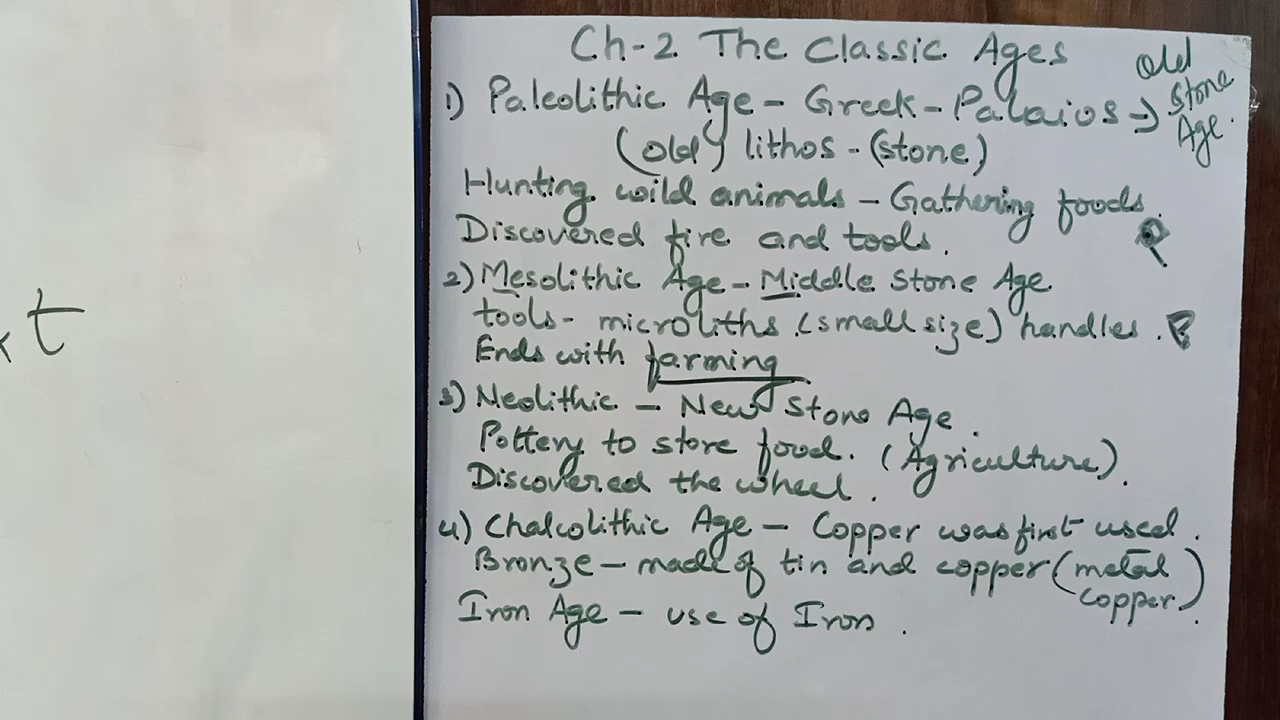 t
Ch-2 The Classic Ages
1) Paleolithic Age - Greek - Palaios → Old Stone Age.
(old) lithos - (stone)
Hunting wild animals - Gathering foods.
Discovered fire and tools.
2) Mesolithic Age - Middle Stone Age
tools - microliths (small size) handles.
Ends with farming
3) Neolithic - New Stone Age.
Pottery to store food. (Agriculture).
Discovered the wheel.
4) Chalcolithic Age - Copper was first used.
Bronze - made of tin and copper (metal copper).
Iron Age - use of Iron.